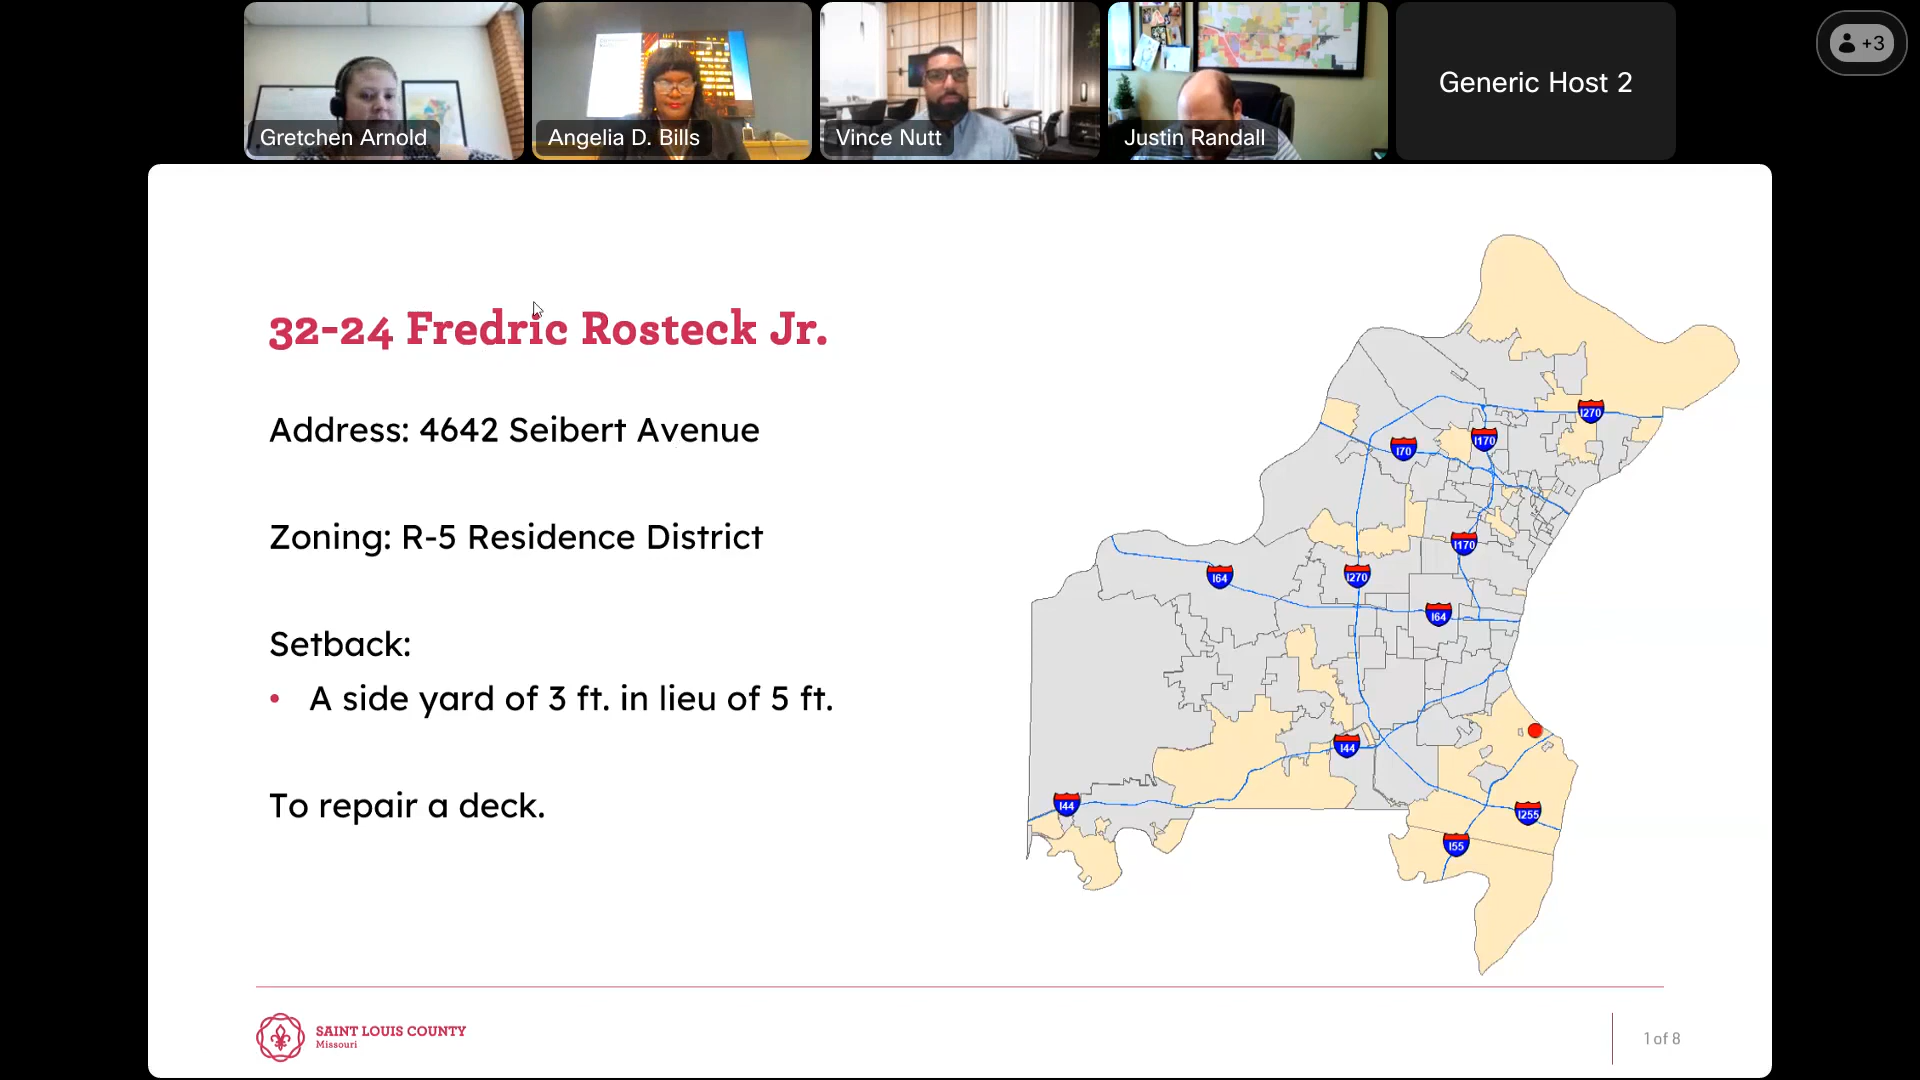 Gretchen Arnold
Angelia D. Bills
Vince Nutt
Justin Randall
Generic Host 2
+3
32-24 Fredric Rosteck Jr.
Address: 4642 Seibert Avenue
Zoning: R-5 Residence District
Setback:
• A side yard of 3 ft. in lieu of 5 ft.
To repair a deck.
I270
I170
I70
I170
I64
I270
I64
I44
I44
I255
I55
SAINT LOUIS COUNTY
Missouri
1 of 8